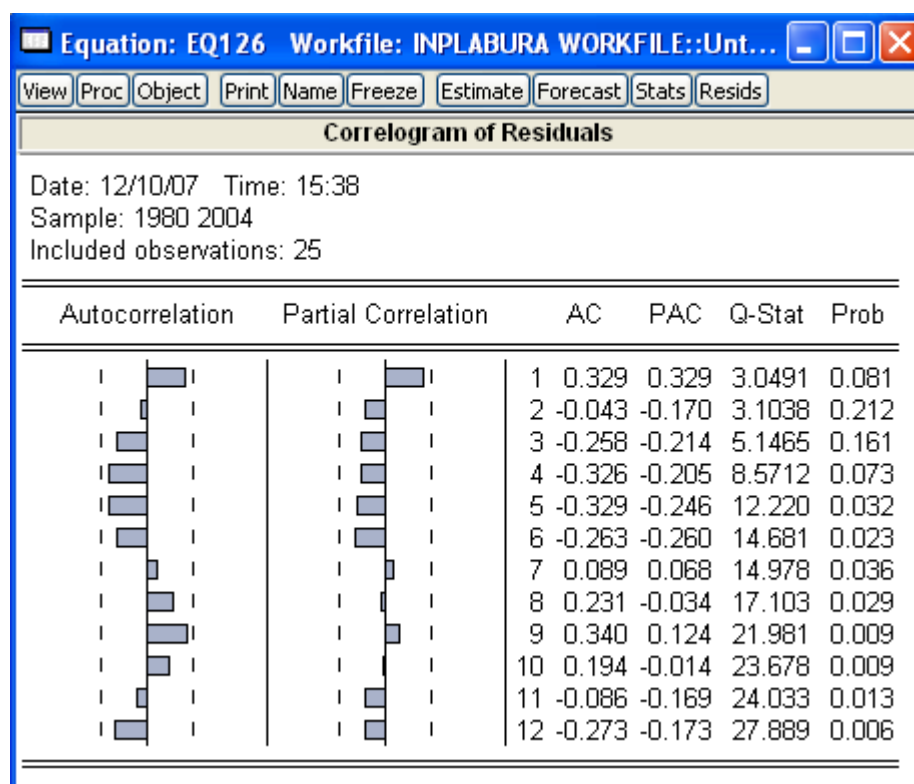 Equation: EQ126 Workfile: INPLABURA WORKFILE::Unt...
View Proc Object Print Name Freeze Estimate Forecast Stats Resids
Correlogram of Residuals
Date: 12/10/07 Time: 15:38
Sample: 1980 2004
Included observations: 25
Autocorrelation Partial Correlation AC PAC Q-Stat Prob
1 0.329 0.329 3.0491 0.081
2 -0.043 -0.170 3.1038 0.212
3 -0.258 -0.214 5.1465 0.161
4 -0.326 -0.205 8.5712 0.073
5 -0.329 -0.246 12.220 0.032
6 -0.263 -0.260 14.681 0.023
7 0.089 0.068 14.978 0.036
8 0.231 -0.034 17.103 0.029
9 0.340 0.124 21.981 0.009
10 0.194 -0.014 23.678 0.009
11 -0.086 -0.169 24.033 0.013
12 -0.273 -0.173 27.889 0.006